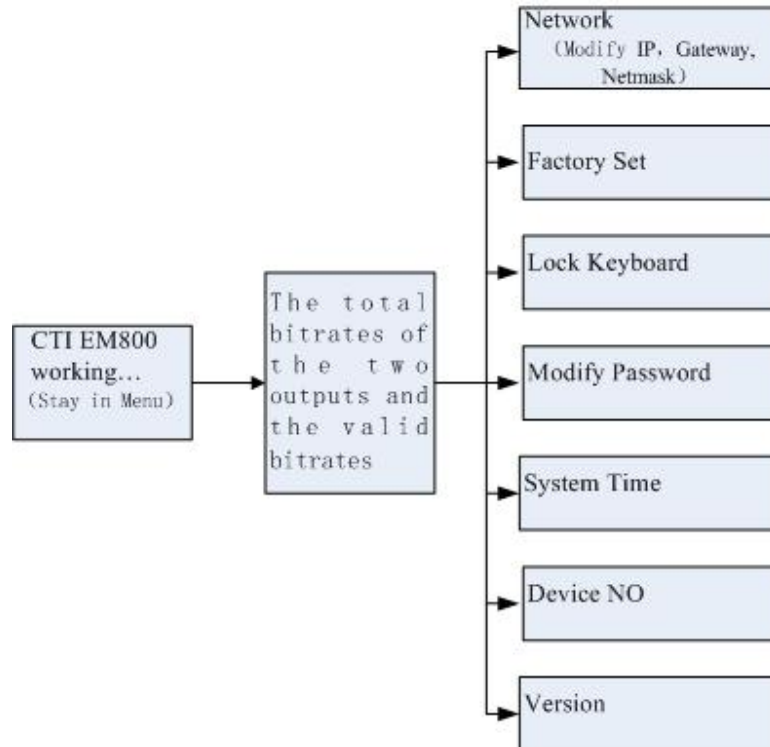 CTI EM800
working...
(Stay in Menu)
The total
bitrates of
the two
outputs and
the valid
bitrates
Network
(Modify IP，Gateway,
Netmask)
Factory Set
Lock Keyboard
Modify Password
System Time
Device NO
Version